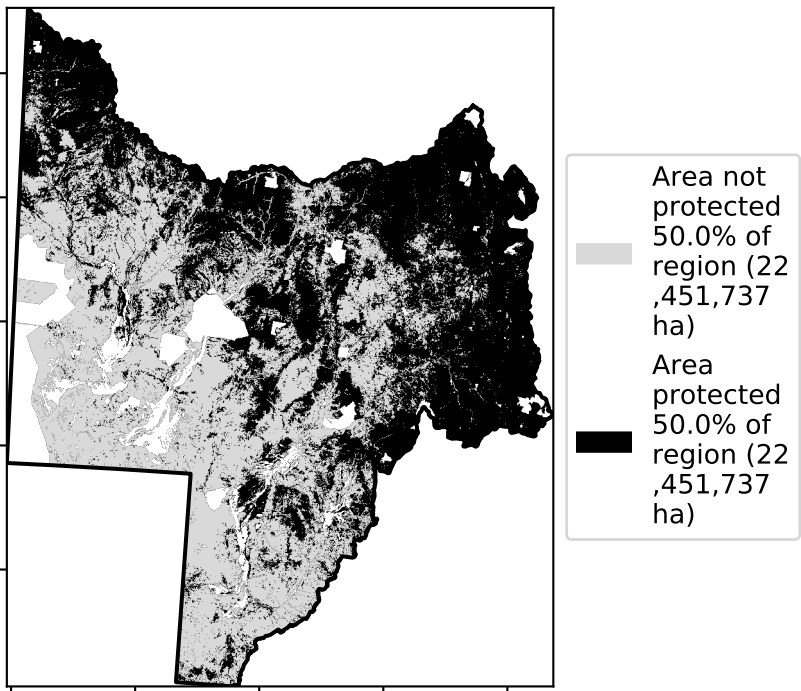 Area not
protected
50.0% of
region (22
,451,737
ha)
Area
protected
50.0% of
region (22
,451,737
ha)